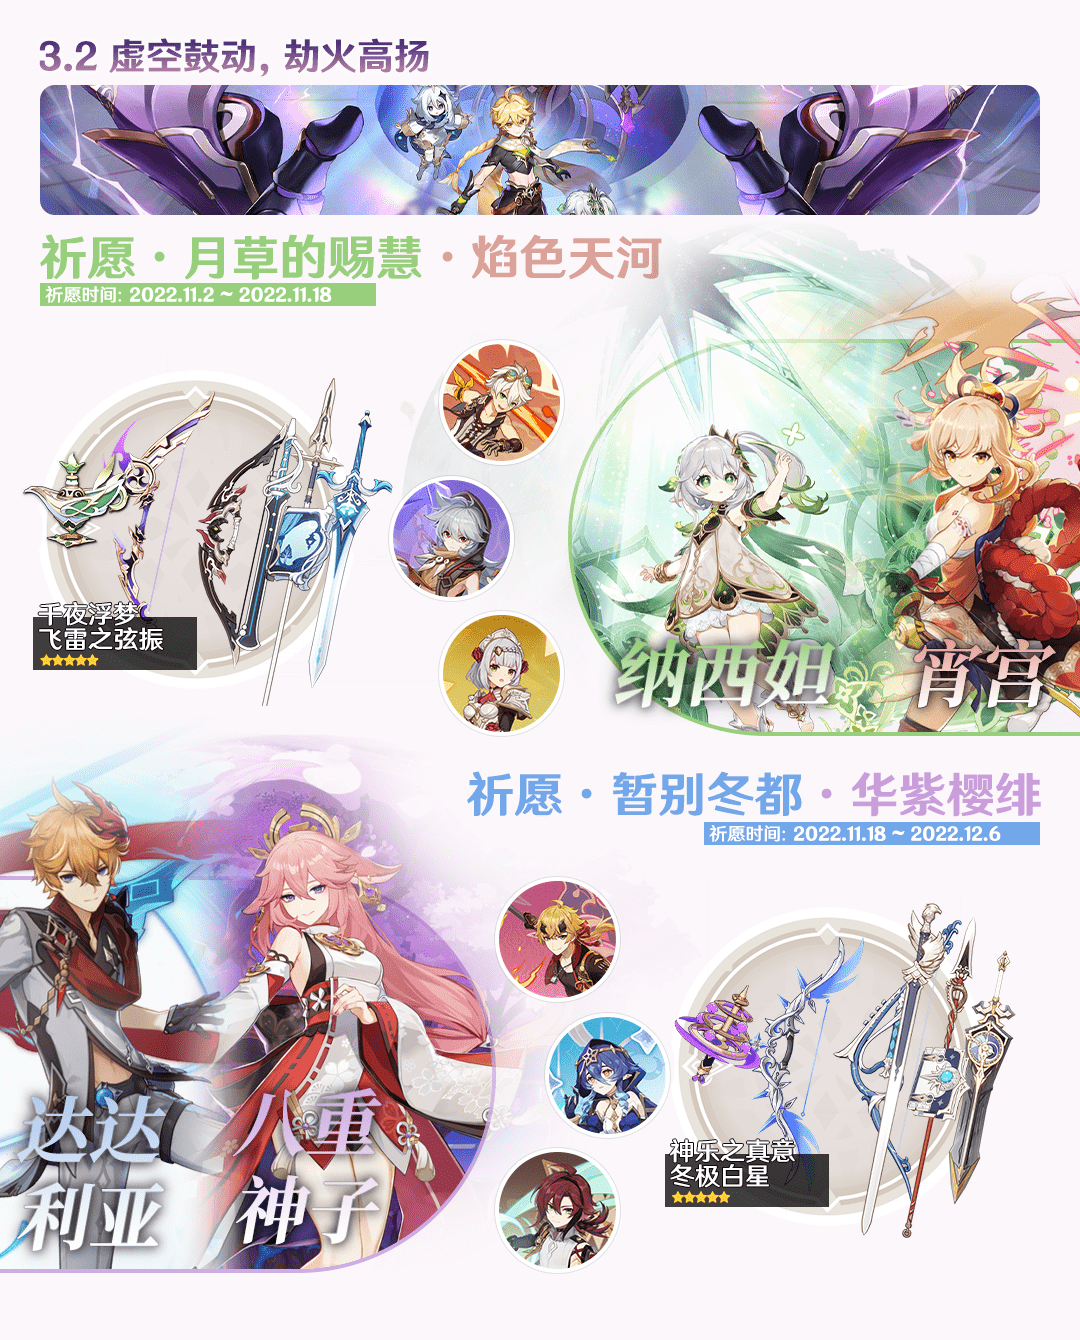 3.2 虚空鼓动, 劫火高扬
祈愿·月草的赐慧·焰色天河
祈愿时间: 2022.11.2 ~ 2022.11.18
千夜浮梦
飞雷之弦振
纳西妲 宵宫
祈愿·暂别冬都·华紫樱绯
祈愿时间: 2022.11.18 ~ 2022.12.6
达达
利亚
八重
神子
神乐之真意
冬极白星